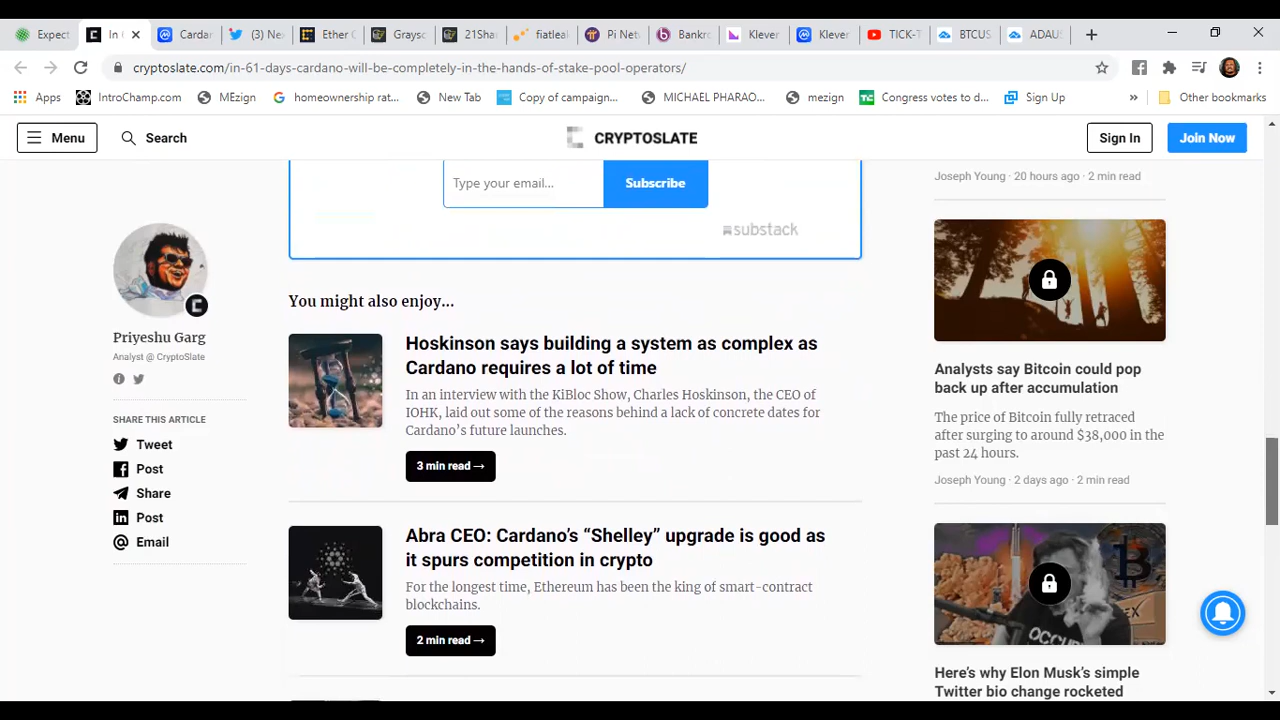 Expect
In (
Cardar
(3) Ne
Ether C
Graysc
21Shar
fiatleal
Pi Net
Bankro
Klever
Klever
TICK-T
BTCUS
ADAUS
cryptoslate.com/in-61-days-cardano-will-be-completely-in-the-hands-of-stake-pool-operators/
Apps
IntroChamp.com
MEzign
homeownership rat...
New Tab
Copy of campaign...
MICHAEL PHARAO...
mezign
Congress votes to d...
Sign Up
»
Other bookmarks
Menu
Search
CRYPTOSLATE
Sign In
Join Now
Type your email...
Subscribe
substack
Priyeshu Garg
Analyst @ CryptoSlate
SHARE THIS ARTICLE
Tweet
Post
Share
Post
Email
You might also enjoy...
Hoskinson says building a system as complex as
Cardano requires a lot of time
In an interview with the KiBloc Show, Charles Hoskinson, the CEO of
IOHK, laid out some of the reasons behind a lack of concrete dates for
Cardano’s future launches.
3 min read →
Abra CEO: Cardano’s “Shelley” upgrade is good as
it spurs competition in crypto
For the longest time, Ethereum has been the king of smart-contract
blockchains.
2 min read →
Joseph Young · 20 hours ago · 2 min read
Analysts say Bitcoin could pop
back up after accumulation
The price of Bitcoin fully retraced
after surging to around $38,000 in the
past 24 hours.
Joseph Young · 2 days ago · 2 min read
OCCUP
EX
Here’s why Elon Musk’s simple
Twitter bio change rocketed